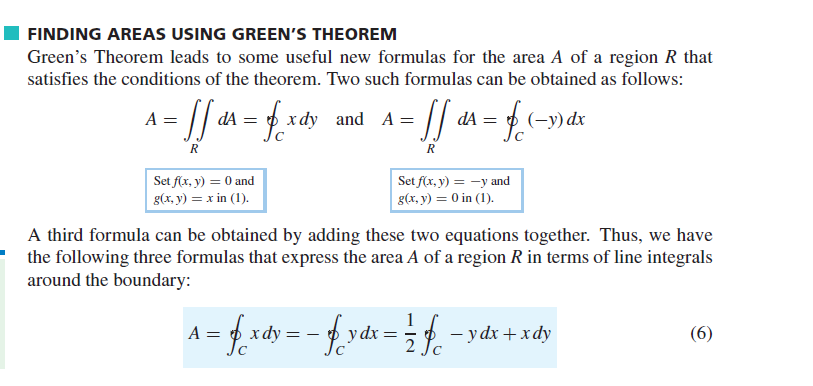 FINDING AREAS USING GREEN'S THEOREM
Green's Theorem leads to some useful new formulas for the area A of a region R that
satisfies the conditions of the theorem. Two such formulas can be obtained as follows:
A = ∬_R dA = ∮_C x dy and A = ∬_R dA = ∮_C (−y) dx
Set f(x, y) = 0 and
g(x, y) = x in (1).
Set f(x, y) = −y and
g(x, y) = 0 in (1).
A third formula can be obtained by adding these two equations together. Thus, we have
the following three formulas that express the area A of a region R in terms of line integrals
around the boundary:
A = ∮_C x dy = − ∮_C y dx = 1/2 ∮_C − y dx + x dy (6)